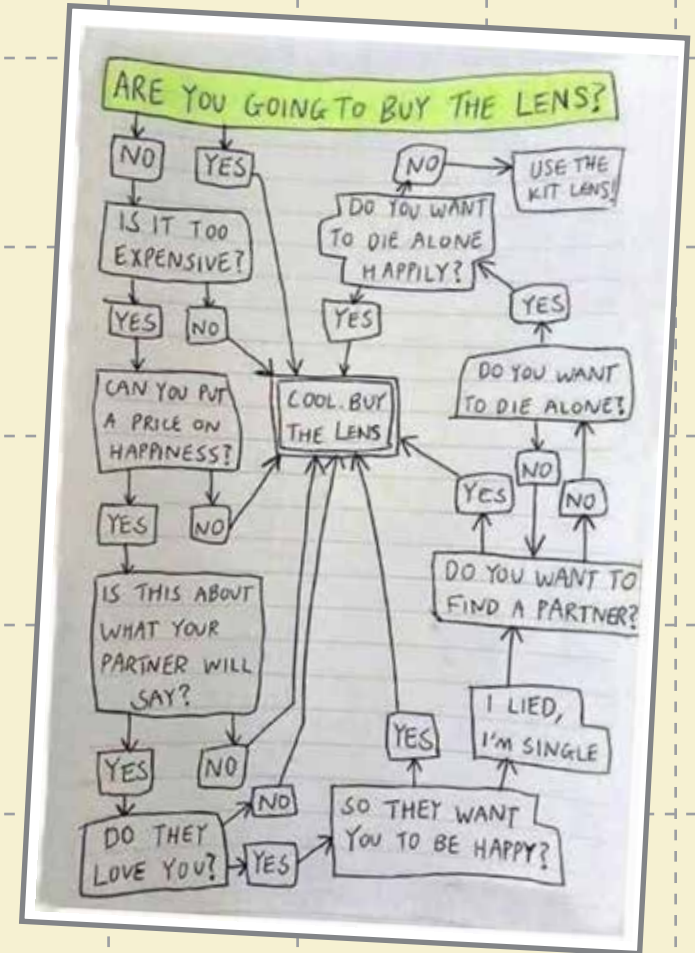 ARE YOU GOING TO BUY THE LENS?
NO
YES
NO
USE THE
KIT LENS!
IS IT TOO
EXPENSIVE?
DO YOU WANT
TO DIE ALONE
HAPPILY?
YES
NO
YES
YES
CAN YOU PUT
A PRICE ON
HAPPINESS?
COOL. BUY
THE LENS
DO YOU WANT
TO DIE ALONE?
YES
NO
YES
NO
NO
IS THIS ABOUT
WHAT YOUR
PARTNER WILL
SAY?
DO YOU WANT TO
FIND A PARTNER?
YES
NO
YES
I LIED,
I'M SINGLE
DO THEY
LOVE YOU?
NO
YES
SO THEY WANT
YOU TO BE HAPPY?